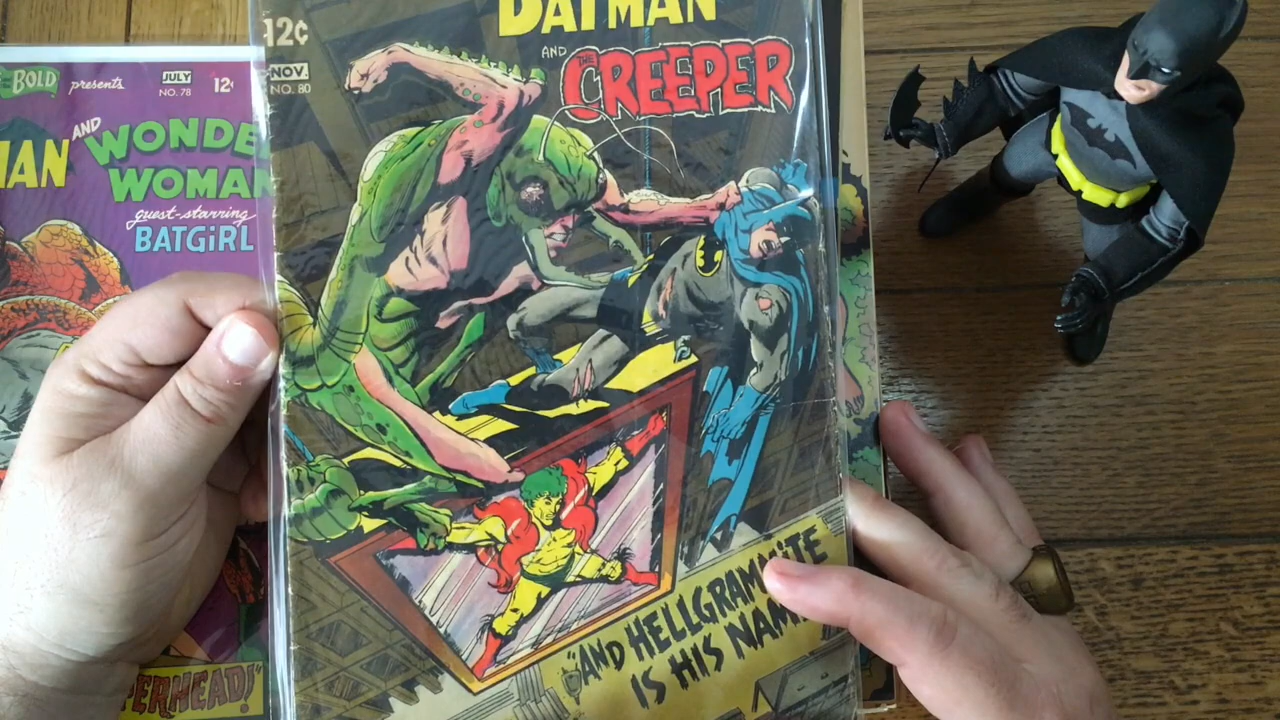 BOLD presents
JULY
NO. 78
12¢
MAN AND WONDE
WOMAN
guest-starring
BATGiRL
PERHEAD!"
12¢
NOV.
NO. 80
BATMAN
AND
THE CREEPER
"AND HELLGRAMMITE
IS HIS NAME